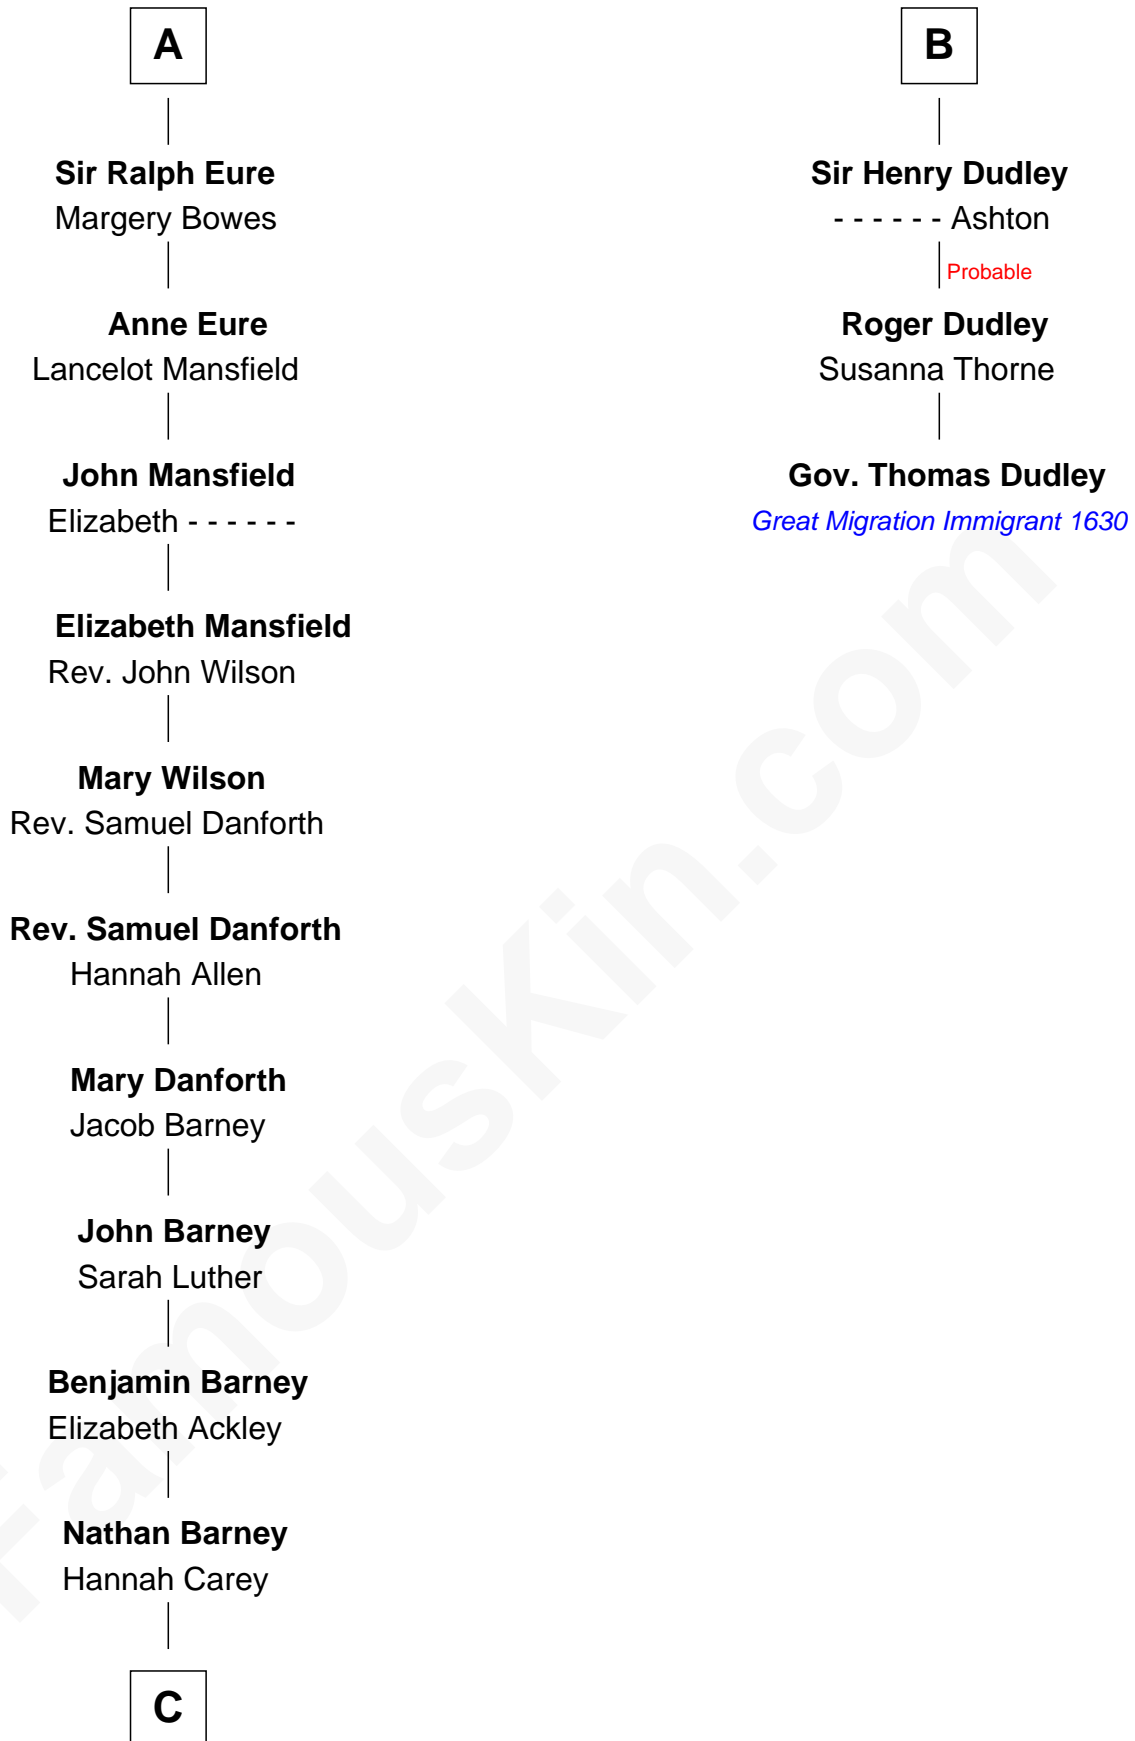 A
Sir Ralph Eure
Margery Bowes
Anne Eure
Lancelot Mansfield
John Mansfield
Elizabeth - - - - - -
Elizabeth Mansfield
Rev. John Wilson
Mary Wilson
Rev. Samuel Danforth
Rev. Samuel Danforth
Hannah Allen
Mary Danforth
Jacob Barney
John Barney
Sarah Luther
Benjamin Barney
Elizabeth Ackley
Nathan Barney
Hannah Carey
C
B
Sir Henry Dudley
- - - - - - Ashton
Probable
Roger Dudley
Susanna Thorne
Gov. Thomas Dudley
Great Migration Immigrant 1630
FamousKin.com